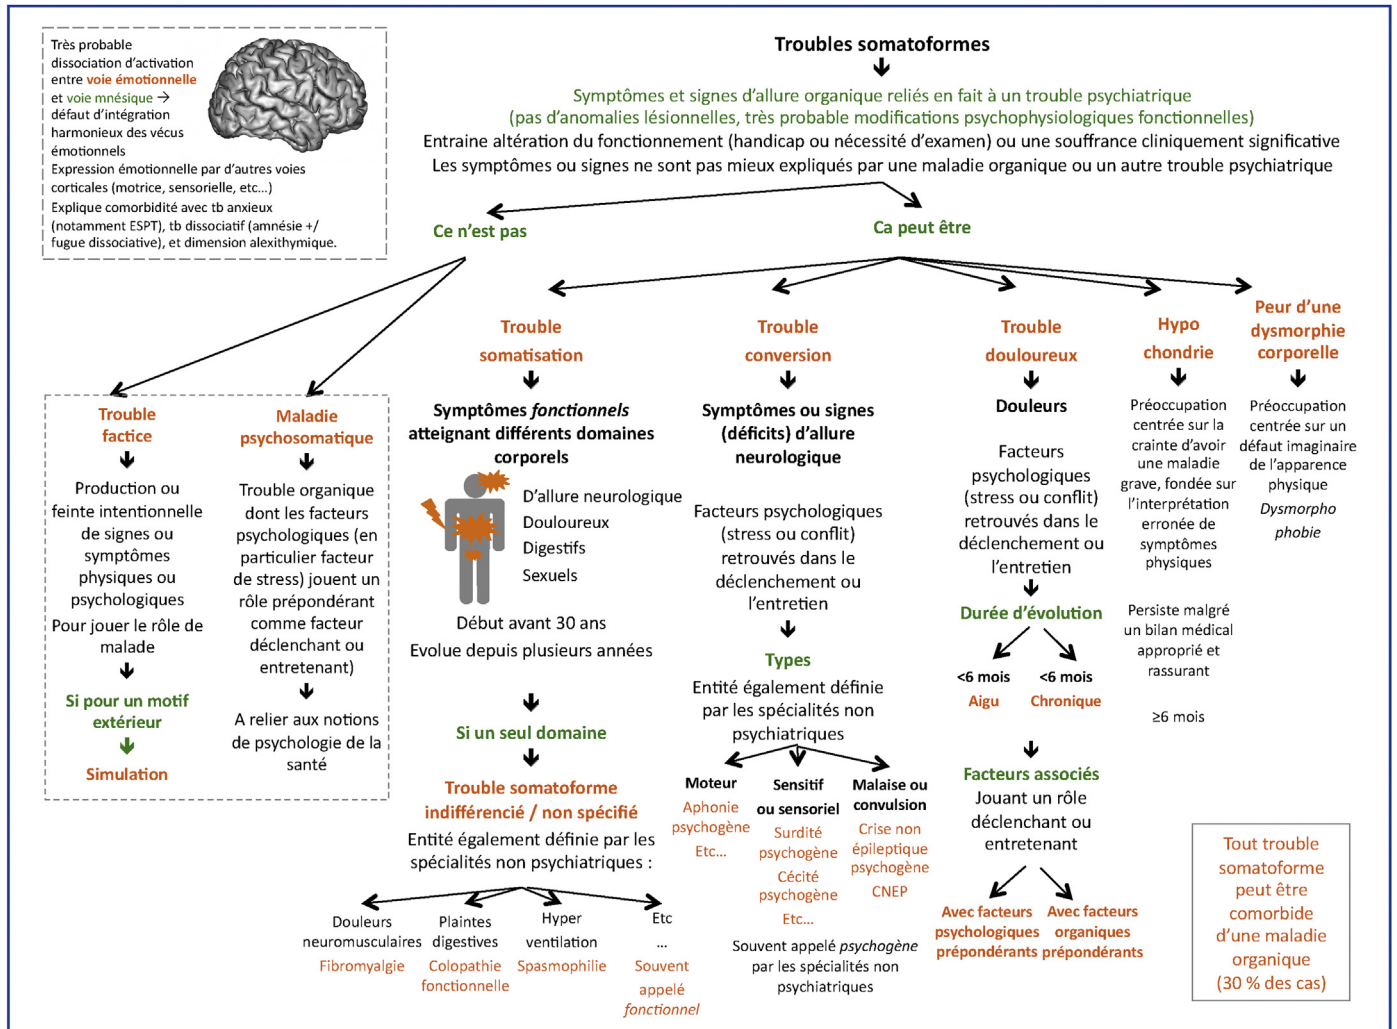 Très probable
dissociation d'activation
entre voie émotionnelle
et voie mnésique →
défaut d'intégration
harmonieux des vécus
émotionnels
Expression émotionnelle par d'autres voies
corticales (motrice, sensorielle, etc...)
Explique comorbidité avec tb anxieux
(notamment ESPT), tb dissociatif (amnésie +/
fugue dissociative), et dimension alexithymique.
Troubles somatoformes
Symptômes et signes d'allure organique reliés en fait à un trouble psychiatrique
(pas d'anomalies lésionnelles, très probable modifications psychophysiologiques fonctionnelles)
Entraine altération du fonctionnement (handicap ou nécessité d'examen) ou une souffrance cliniquement significative
Les symptômes ou signes ne sont pas mieux expliqués par une maladie organique ou un autre trouble psychiatrique
Ce n'est pas
Ca peut être
Trouble
factice
Production ou
feinte intentionnelle
de signes ou
symptômes
physiques ou
psychologiques
Pour jouer le rôle de
malade
Si pour un motif
extérieur
Simulation
Maladie
psychosomatique
Trouble organique
dont les facteurs
psychologiques (en
particulier facteur
de stress) jouent un
rôle prépondérant
comme facteur
déclenchant ou
entretenant)
A relier aux notions
de psychologie de la
santé
Trouble
somatisation
Symptômes fonctionnels
atteignant différents domaines
corporels
D'allure neurologique
Douloureux
Digestifs
Sexuels
Début avant 30 ans
Evolue depuis plusieurs années
Si un seul domaine
Trouble somatoforme
indifférencié / non spécifié
Entité également définie par les
spécialités non psychiatriques :
Douleurs
neuromusculaires
Fibromyalgie
Plaintes
digestives
Colopathie
fonctionnelle
Hyper
ventilation
Spasmophilie
Etc
...
Souvent
appelé
fonctionnel
Trouble
conversion
Symptômes ou signes
(déficits) d'allure
neurologique
Facteurs psychologiques
(stress ou conflit)
retrouvés dans le
déclenchement ou
l'entretien
Types
Entité également définie
par les spécialités non
psychiatriques
Moteur
Aphonie
psychogène
Etc...
Sensitif
ou sensoriel
Surdité
psychogène
Cécité
psychogène
Etc...
Malaise ou
convulsion
Crise non
épileptique
psychogène
CNEP
Souvent appelé psychogène
par les spécialités non
psychiatriques
Trouble
douloureux
Douleurs
Facteurs
psychologiques
(stress ou conflit)
retrouvés dans le
déclenchement ou
l'entretien
Durée d'évolution
<6 mois
Aigu
<6 mois
Chronique
Facteurs associés
Jouant un rôle
déclenchant ou
entretenant
Avec facteurs
psychologiques
prépondérants
Avec facteurs
organiques
prépondérants
Hypo
chondrie
Préoccupation
centrée sur la
crainte d'avoir
une maladie
grave, fondée sur
l'interprétation
erronée de
symptômes
physiques
Persiste malgré
un bilan médical
approprié et
rassurant
≥6 mois
Peur d'une
dysmorphie
corporelle
Préoccupation
centrée sur un
défaut imaginaire
de l'apparence
physique
Dysmorpho
phobie
Tout trouble
somatoforme
peut être
comorbide
d'une maladie
organique
(30 % des cas)